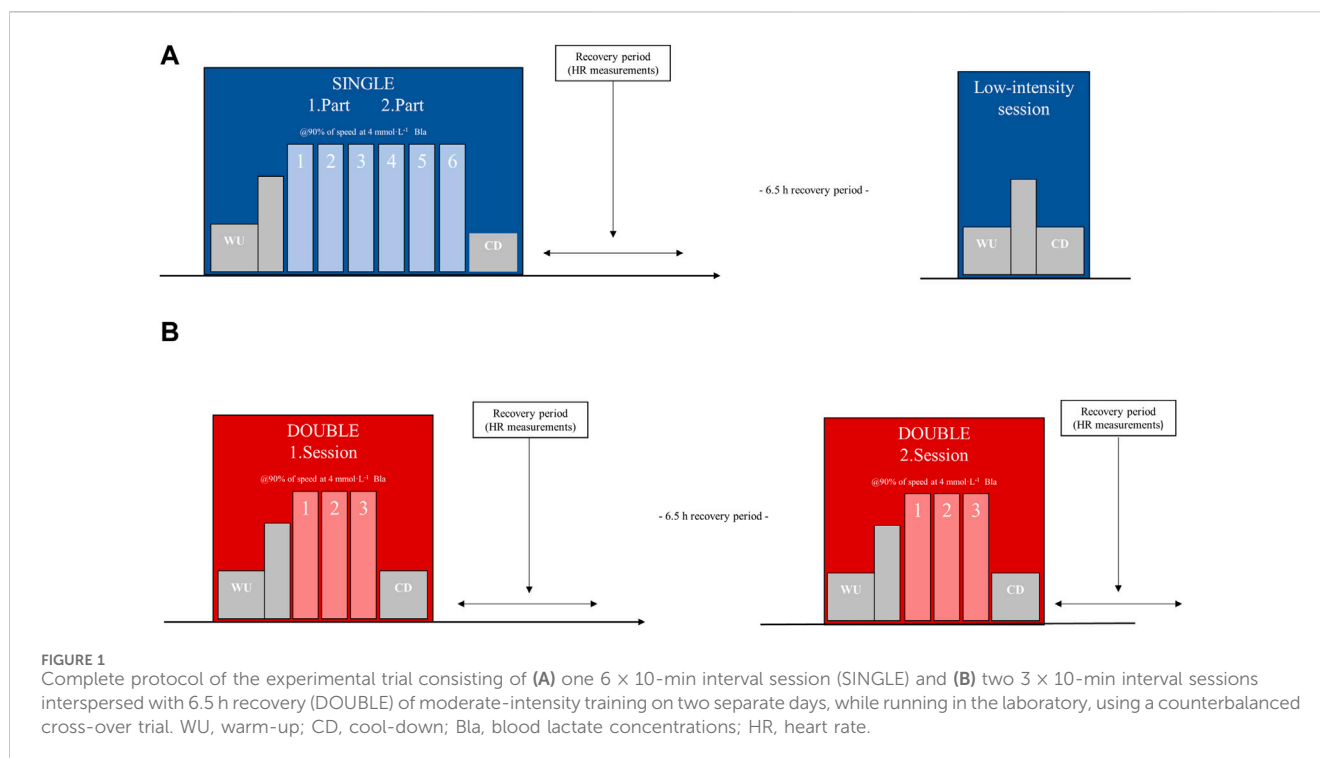 A
SINGLE
1.Part 2.Part
@90% of speed at 4 mmol·L⁻¹ Bla
WU
1 2 3 4 5 6
CD
Recovery period
(HR measurements)
- 6.5 h recovery period -
Low-intensity
session
WU
CD
B
DOUBLE
1.Session
@90% of speed at 4 mmol·L⁻¹ Bla
WU
1 2 3
CD
Recovery period
(HR measurements)
- 6.5 h recovery period -
DOUBLE
2.Session
@90% of speed at 4 mmol·L⁻¹ Bla
WU
1 2 3
CD
Recovery period
(HR measurements)
FIGURE 1
Complete protocol of the experimental trial consisting of (A) one 6 × 10-min interval session (SINGLE) and (B) two 3 × 10-min interval sessions
interspersed with 6.5 h recovery (DOUBLE) of moderate-intensity training on two separate days, while running in the laboratory, using a counterbalanced
cross-over trial. WU, warm-up; CD, cool-down; Bla, blood lactate concentrations; HR, heart rate.